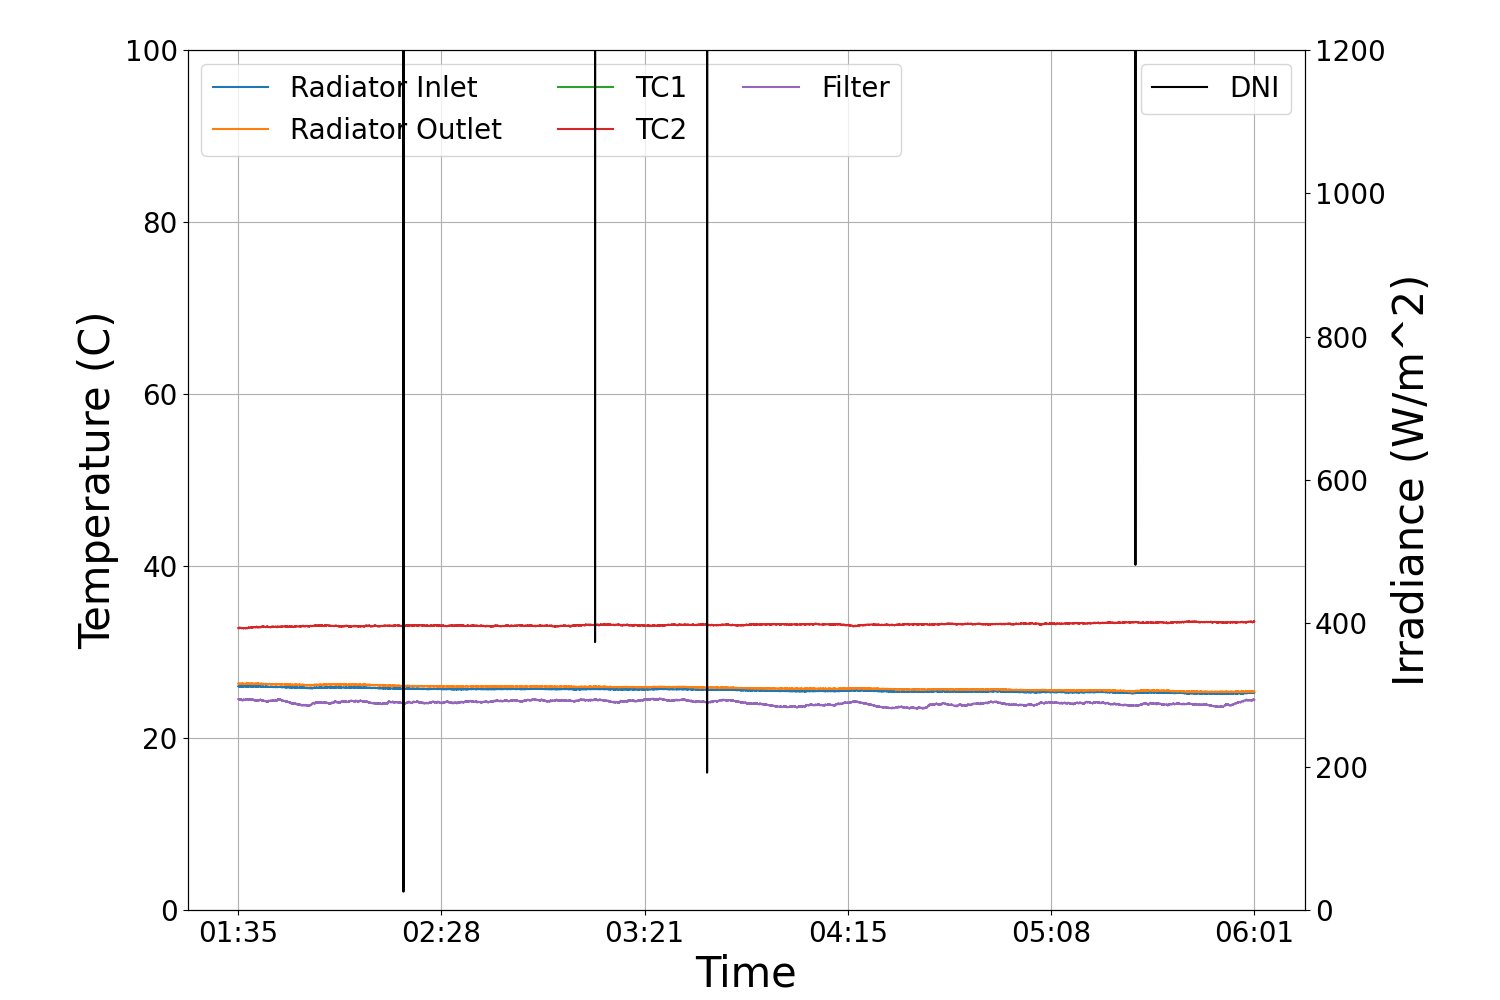 100
80
60
40
20
0
Temperature (C)
Radiator Inlet
Radiator Outlet
TC1
TC2
Filter
DNI
1200
1000
800
600
400
200
0
Irradiance (W/m^2)
01:35 02:28 03:21 04:15 05:08 06:01
Time